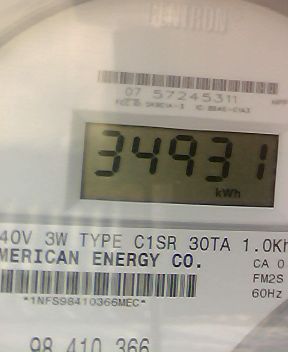 07 57245311
34931
kWh
40V 3W TYPE C1SR 30TA 1.0Kh
MERICAN ENERGY CO.
CA 0
FM2S
*1NFS98410366MEC*
60Hz
98 410 366